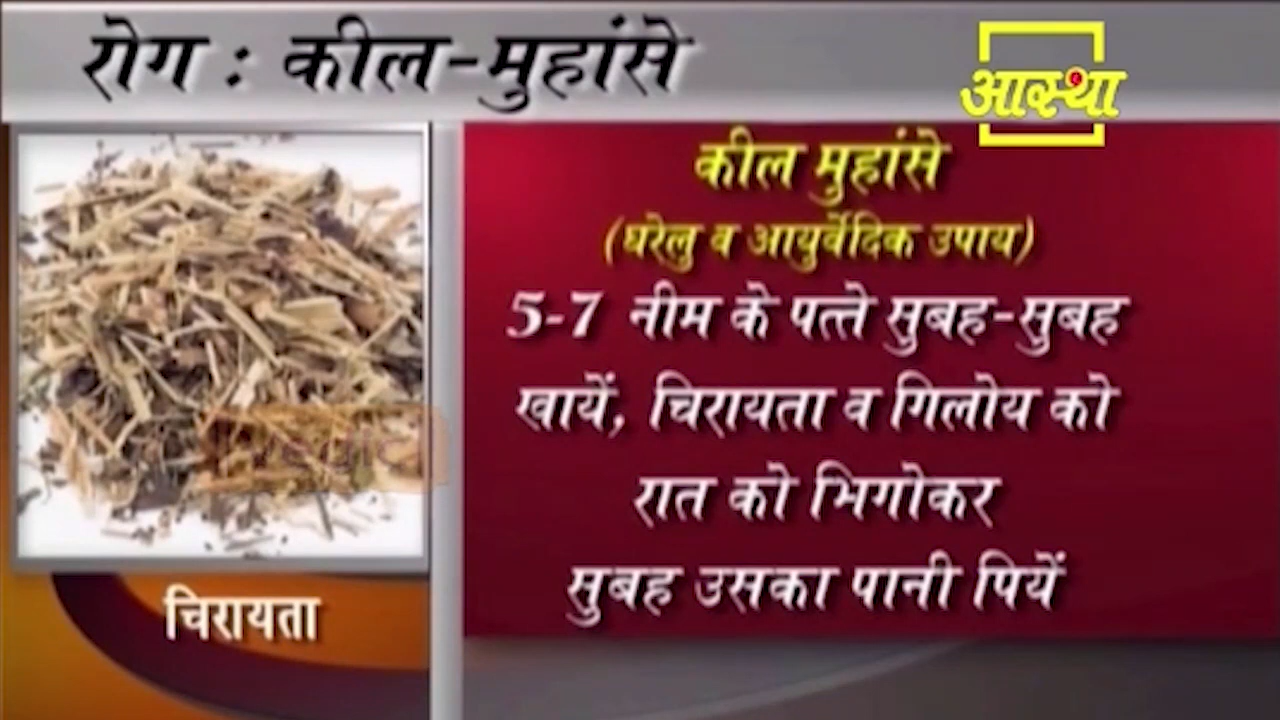 रोग : कील-मुहांसे
आस्था
कील मुहांसे
(घरेलु व आयुर्वेदिक उपाय)
5-7 नीम के पत्ते सुबह-सुबह
खायें, चिरायता व गिलोय को
रात को भिगोकर
सुबह उसका पानी पियें
चिरायता